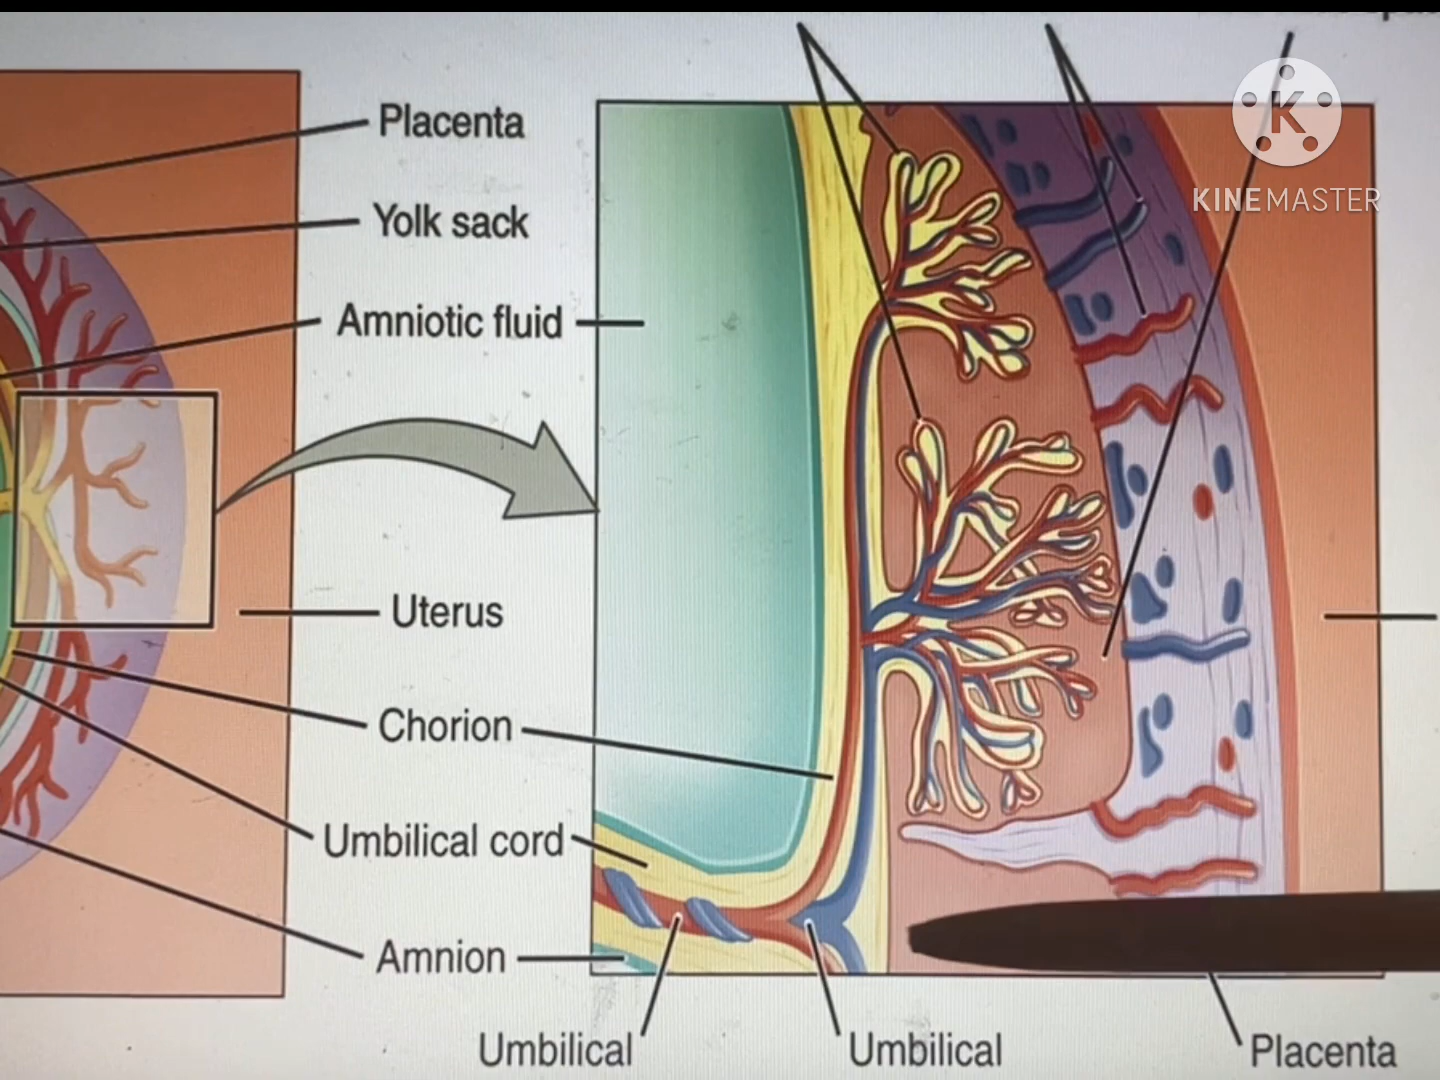 K
KINEMASTER
Placenta
Yolk sack
Amniotic fluid
Uterus
Chorion
Umbilical cord
Amnion
Umbilical
Umbilical
Placenta